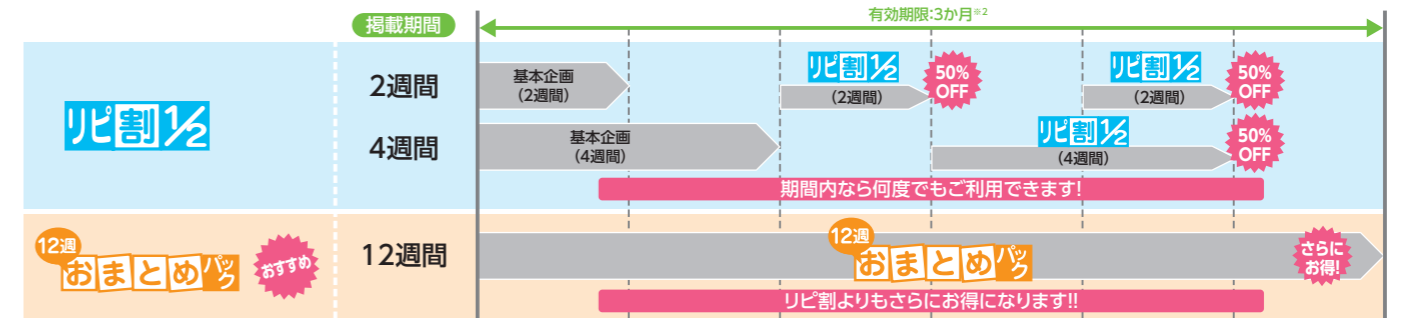 掲載期間
有効期限:3か月※2
リピ割1/2
2週間
基本企画
(2週間)
リピ割1/2
(2週間)
50%
OFF
リピ割1/2
(2週間)
50%
OFF
4週間
基本企画
(4週間)
リピ割1/2
(4週間)
50%
OFF
期間内なら何度でもご利用できます!
12週
おまとめパック
おすすめ
12週間
12週
おまとめパック
さらに
お得!
リピ割よりもさらにお得になります!!